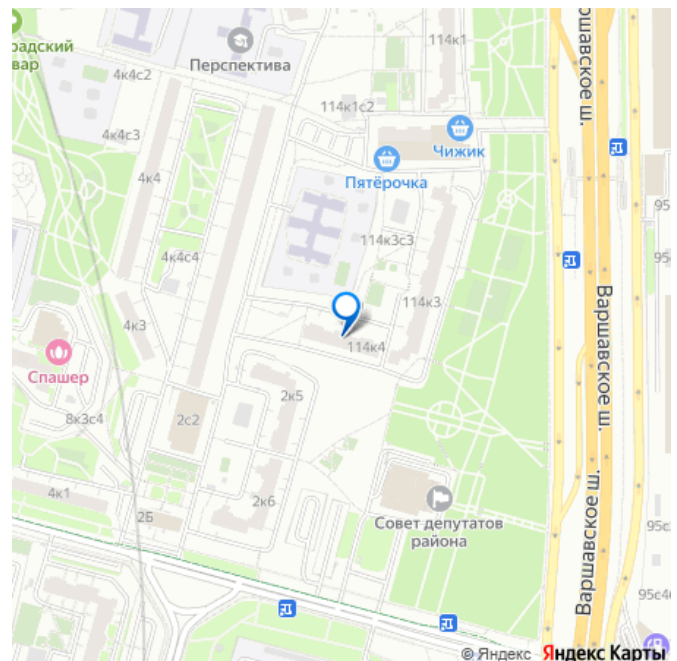 радский
вар
Перспектива
114к1
4к4с2
114к1с2
Варшавское ш.
4к4с3
Чижик
Пятёрочка
4к4
95
114к3с3
4к4с4
95
114к3
Варшавское ш.
4к3
114к4
Спашер
2к5
8к3с4
2с2
4к1
2к6
2Б
Совет депутатов
района
Варшавское ш.
95с
95с4
© Яндекс Яндекс Карты